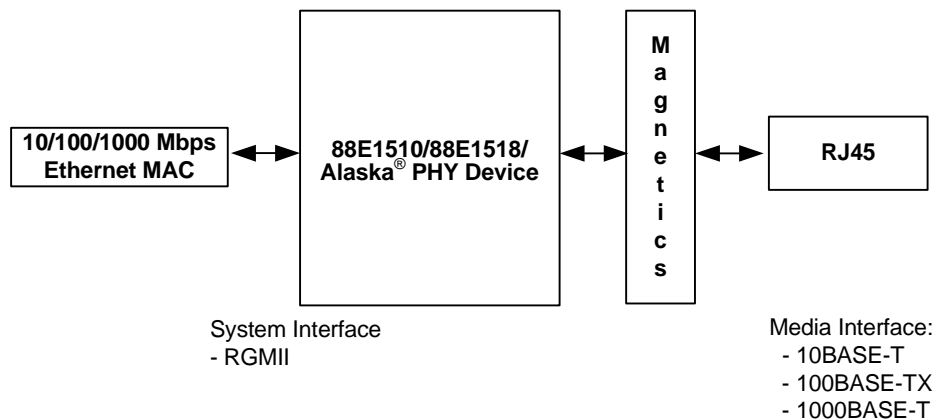 10/100/1000 Mbps
Ethernet MAC
88E1510/88E1518/
Alaska® PHY Device
Magnetics
RJ45
System Interface
- RGMII
Media Interface:
- 10BASE-T
- 100BASE-TX
- 1000BASE-T